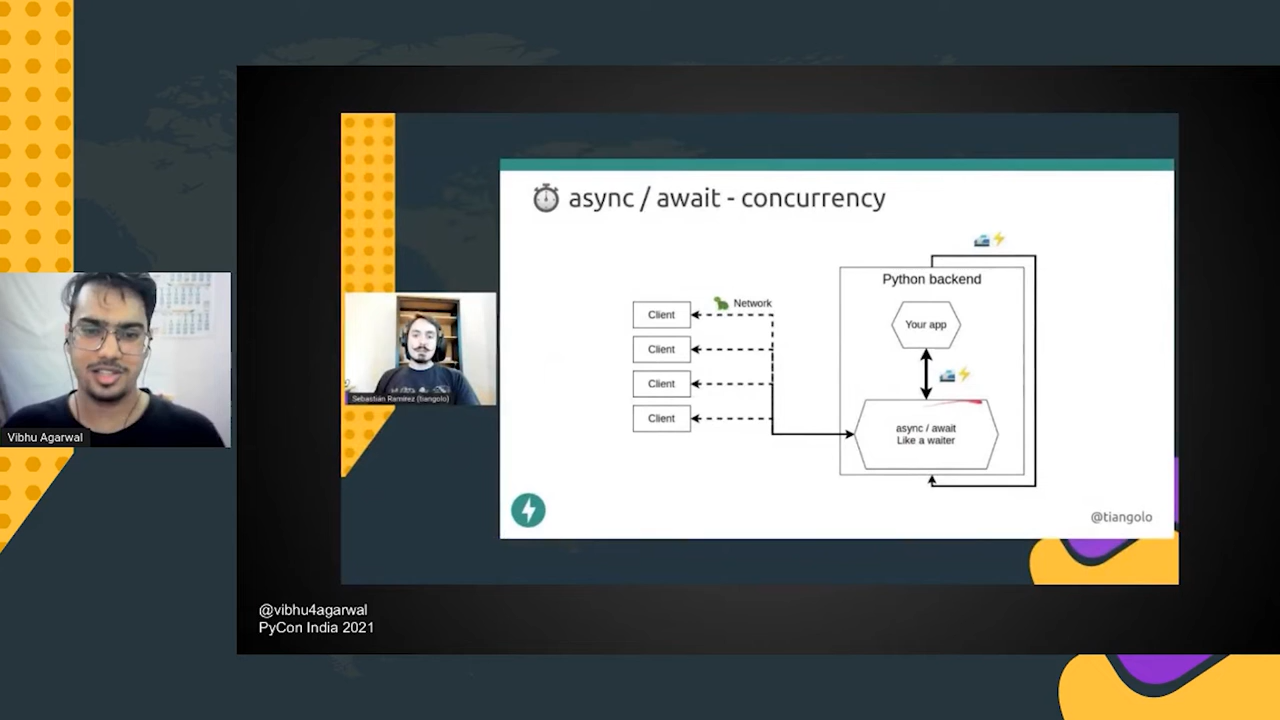 async / await - concurrency
Python backend
Network
Client
Client
Client
Client
Your app
async / await
Like a waiter
@tiangolo
Sebastián Ramírez (tiangolo)
Vibhu Agarwal
@vibhu4agarwal
PyCon India 2021